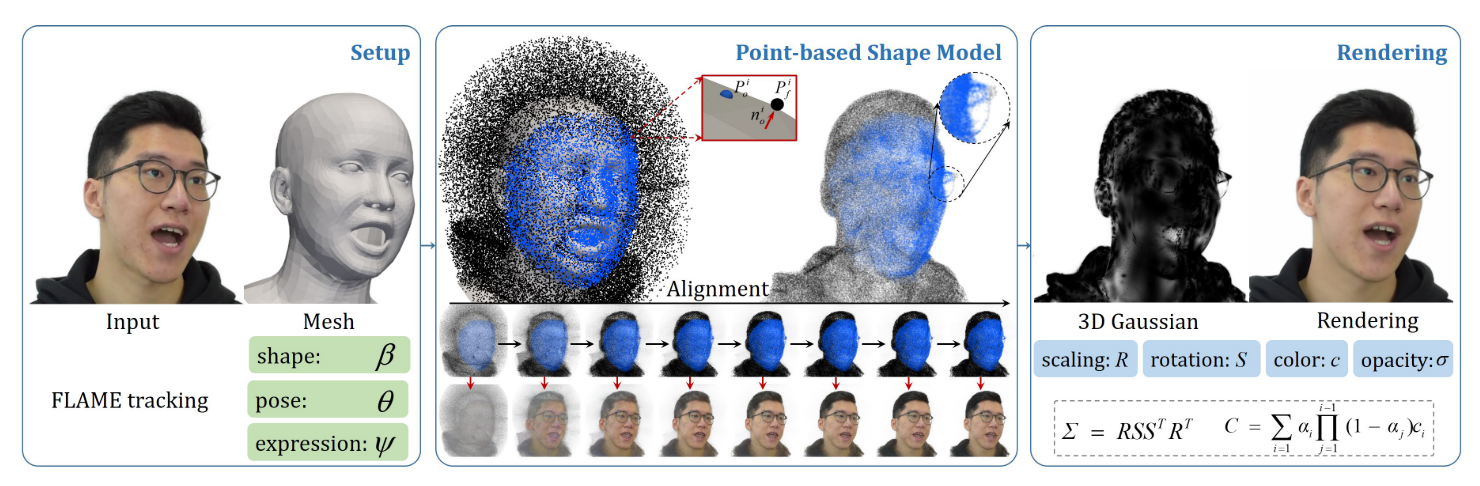 Setup
Input
Mesh
FLAME tracking
shape: β
pose: θ
expression: ψ
Point-based Shape Model
P_o^i P_f^i
n_o^i
Alignment
Rendering
3D Gaussian
Rendering
scaling: R
rotation: S
color: c
opacity: σ
Σ = RSS^T R^T
C = ∑_{i=1} α_i ∏_{j=1}^{i-1} (1 − α_j)c_i